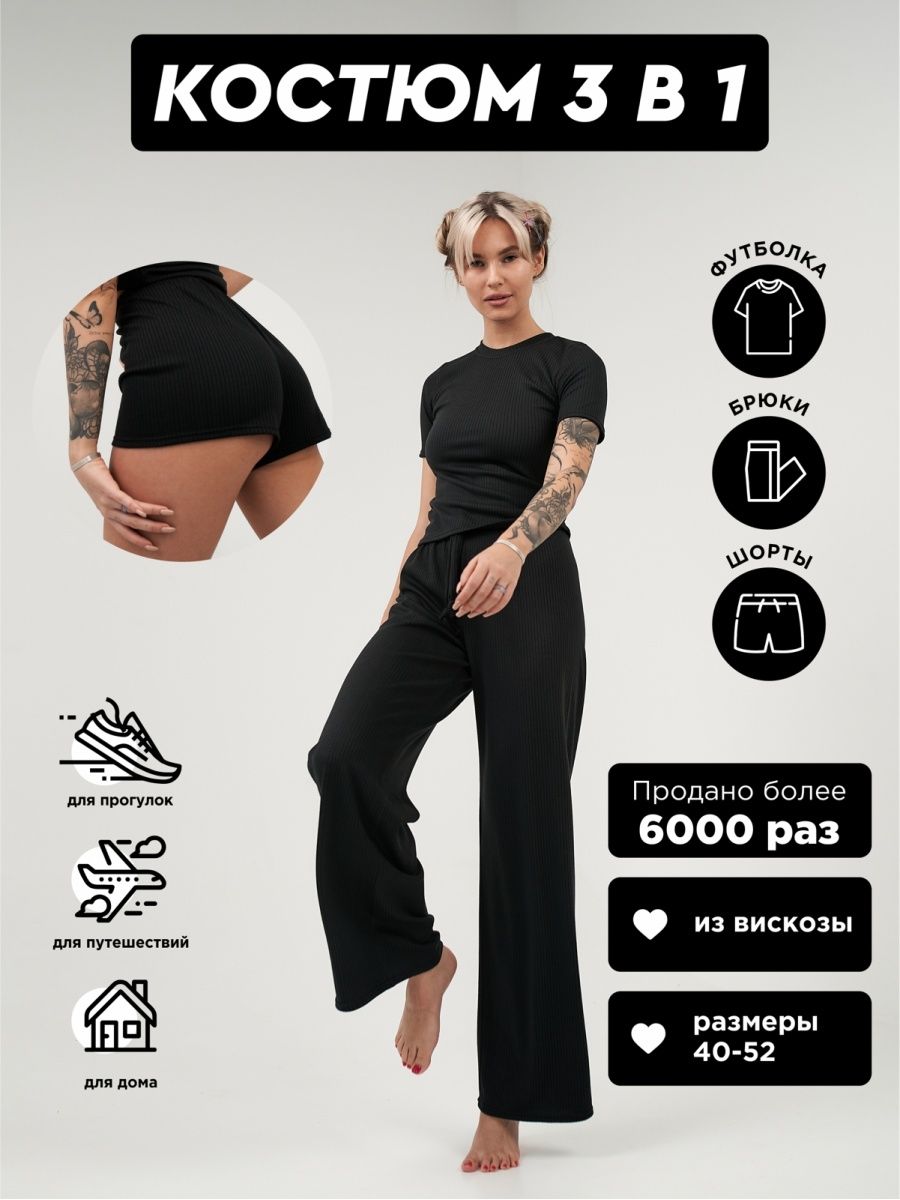 КОСТЮМ 3 В 1
ФУТБОЛКА
БРЮКИ
ШОРТЫ
для прогулок
для путешествий
для дома
Продано более
6000 раз
из вискозы
размеры
40-52